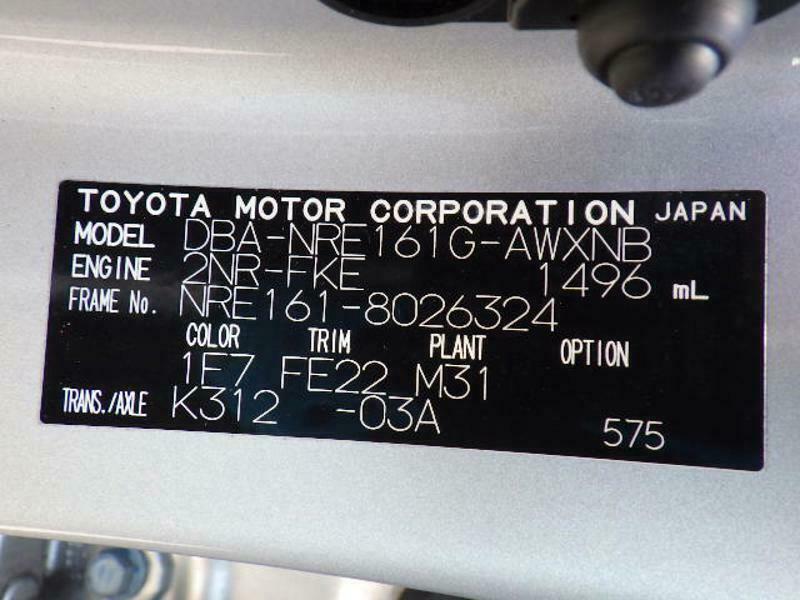 TOYOTA MOTOR CORPORATION JAPAN
MODEL DBA-NRE161G-AWXNB
ENGINE 2NR-FKE 1496 mL
FRAME No. NRE161-8026324
COLOR TRIM PLANT OPTION
1F7 FE22 M31
TRANS./AXLE K312 -03A
575